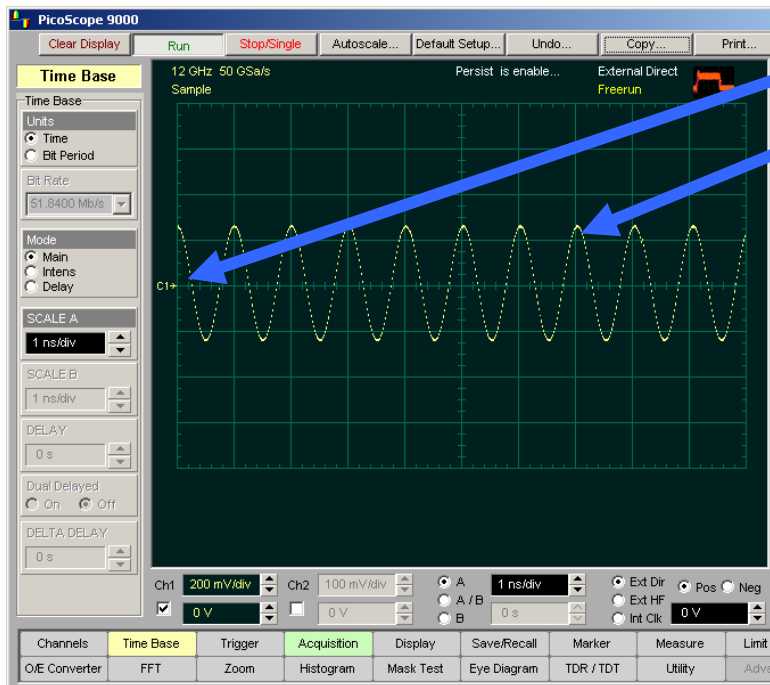 PicoScope 9000
Clear Display
Run
Stop/Single
Autoscale...
Default Setup...
Undo...
Copy...
Print...
Time Base
12 GHz 50 GSa/s
Persist is enable...
External Direct
Sample
Freerun
Time Base
Units
Time
Bit Period
Bit Rate
51.8400 Mb/s
Mode
Main
Intens
Delay
C1
SCALE A
1 ns/div
SCALE B
1 ns/div
DELAY
0 s
Dual Delayed
On Off
DELTA DELAY
0 s
Ch1 200 mV/div
Ch2 100 mV/div
A 1 ns/div
Ext Dir
Pos Neg
A / B
Ext HF
0 V
0 V
B
0 s
Int Clk
0 V
Channels
Time Base
Trigger
Acquisition
Display
Save/Recall
Marker
Measure
Limit
O/E Converter
FFT
Zoom
Histogram
Mask Test
Eye Diagram
TDR / TDT
Utility
Adva